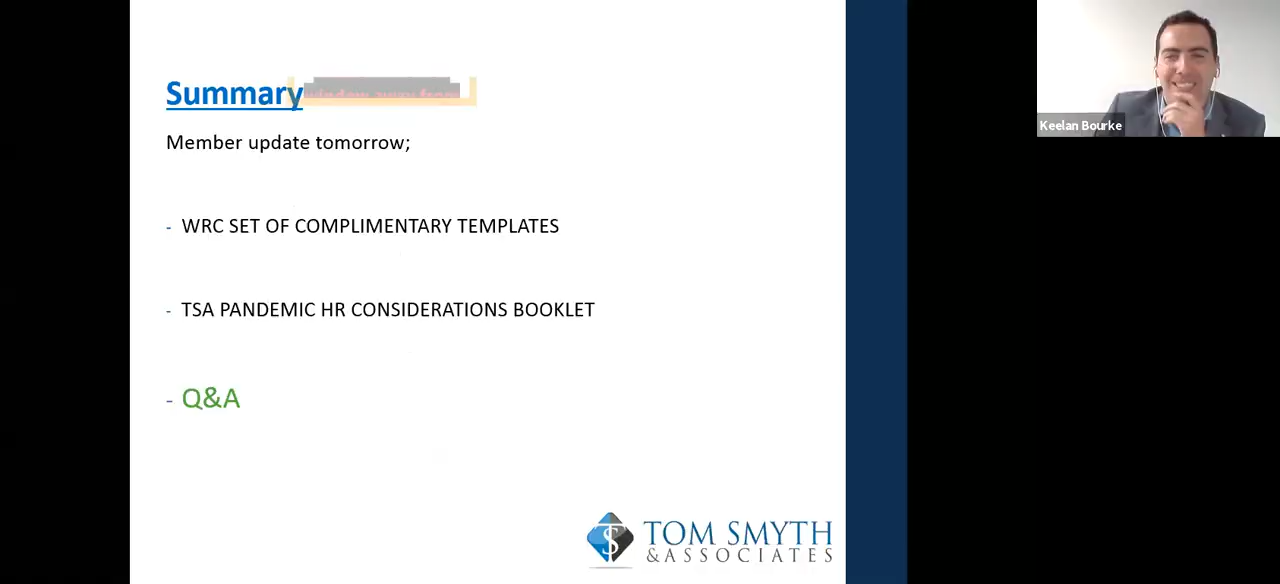 Summary
Member update tomorrow;
- WRC SET OF COMPLIMENTARY TEMPLATES
- TSA PANDEMIC HR CONSIDERATIONS BOOKLET
- Q&A
TOM SMYTH
& ASSOCIATES
Keelan Bourke